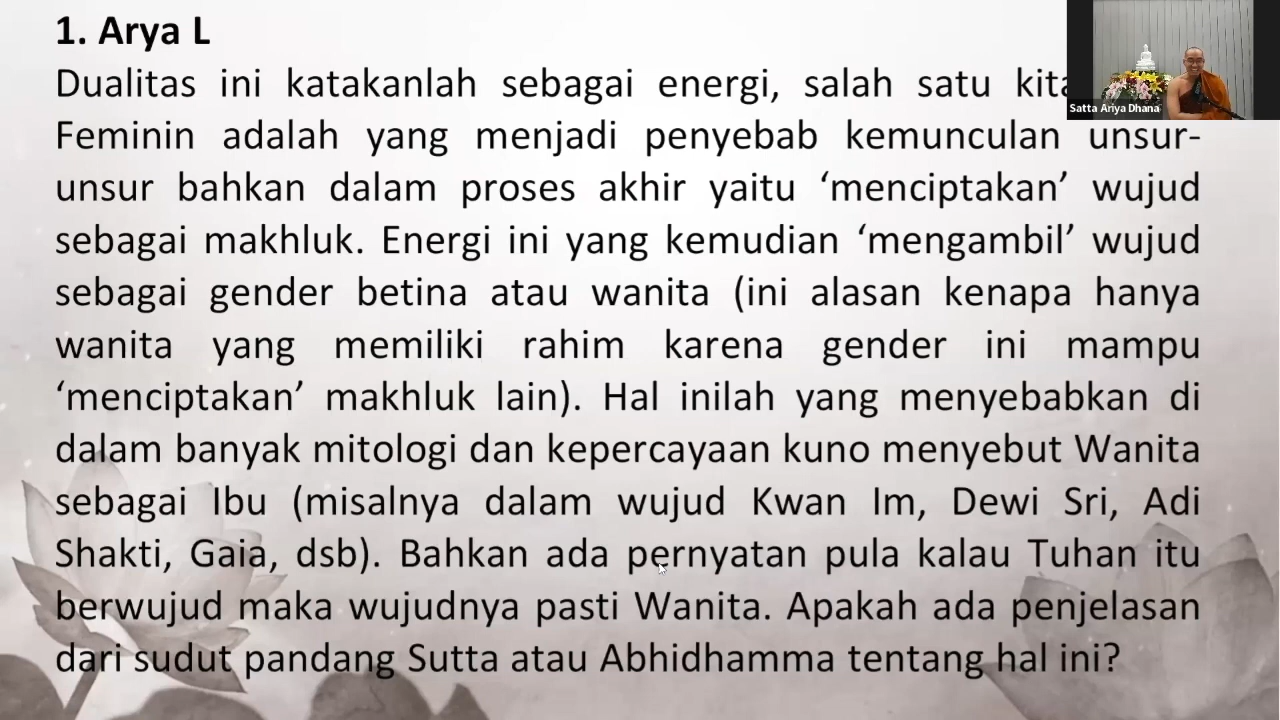 1. Arya L
Dualitas ini katakanlah sebagai energi, salah satu
Satta Ariya Dhana
Feminin adalah yang menjadi penyebab kemunculan unsur-
unsur bahkan dalam proses akhir yaitu ‘menciptakan’ wujud
sebagai makhluk. Energi ini yang kemudian ‘mengambil’ wujud
sebagai gender betina atau wanita (ini alasan kenapa hanya
wanita yang memiliki rahim karena gender ini mampu
‘menciptakan’ makhluk lain). Hal inilah yang menyebabkan di
dalam banyak mitologi dan kepercayaan kuno menyebut Wanita
sebagai Ibu (misalnya dalam wujud Kwan Im, Dewi Sri, Adi
Shakti, Gaia, dsb). Bahkan ada pernyatan pula kalau Tuhan itu
berwujud maka wujudnya pasti Wanita. Apakah ada penjelasan
dari sudut pandang Sutta atau Abhidhamma tentang hal ini?